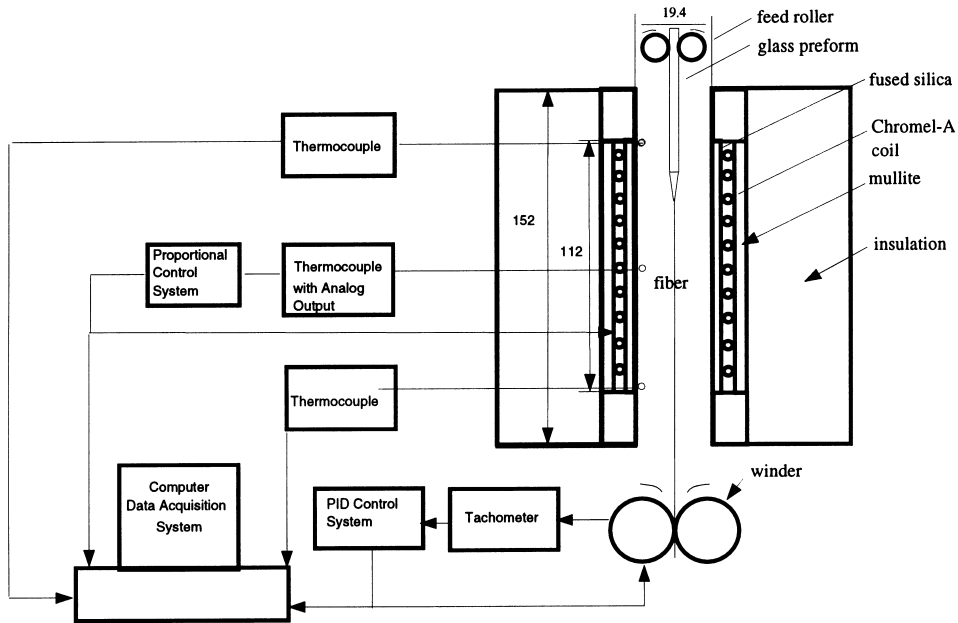 19.4
feed roller
glass preform
fused silica
Chromel-A
coil
mullite
insulation
Thermocouple
152
112
Proportional
Control
System
Thermocouple
with Analog
Output
fiber
Thermocouple
winder
Computer
Data Acquisition
System
PID Control
System
Tachometer